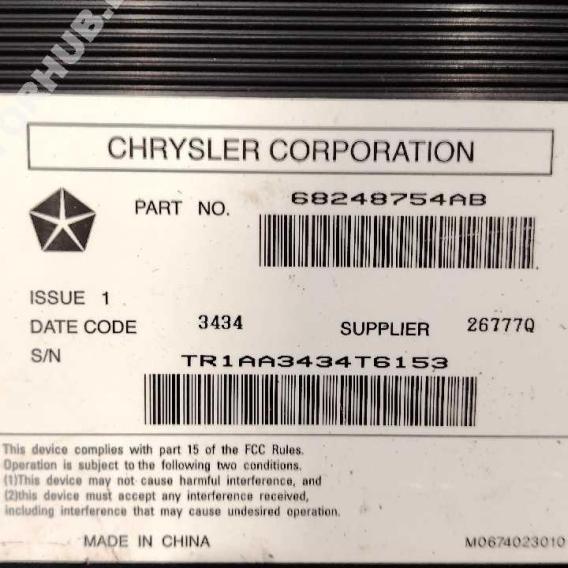 CHRYSLER CORPORATION
PART NO. 68248754AB
ISSUE 1
DATE CODE 3434 SUPPLIER 26777Q
S/N TR1AA3434T6153
This device complies with part 15 of the FCC Rules.
Operation is subject to the following two conditions.
(1)This device may not cause harmful interference, and
(2)this device must accept any interference received,
including interference that may cause undesired operation.
MADE IN CHINA M0674023010